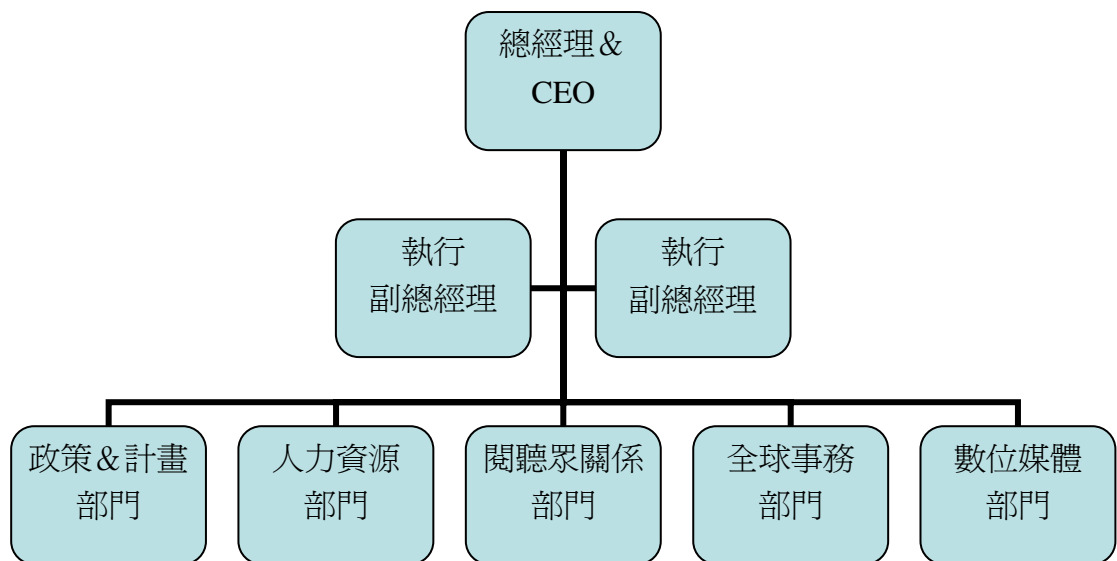 總經理＆
CEO
執行
副總經理
執行
副總經理
政策＆計畫
部門
人力資源
部門
閱聽眾關係
部門
全球事務
部門
數位媒體
部門